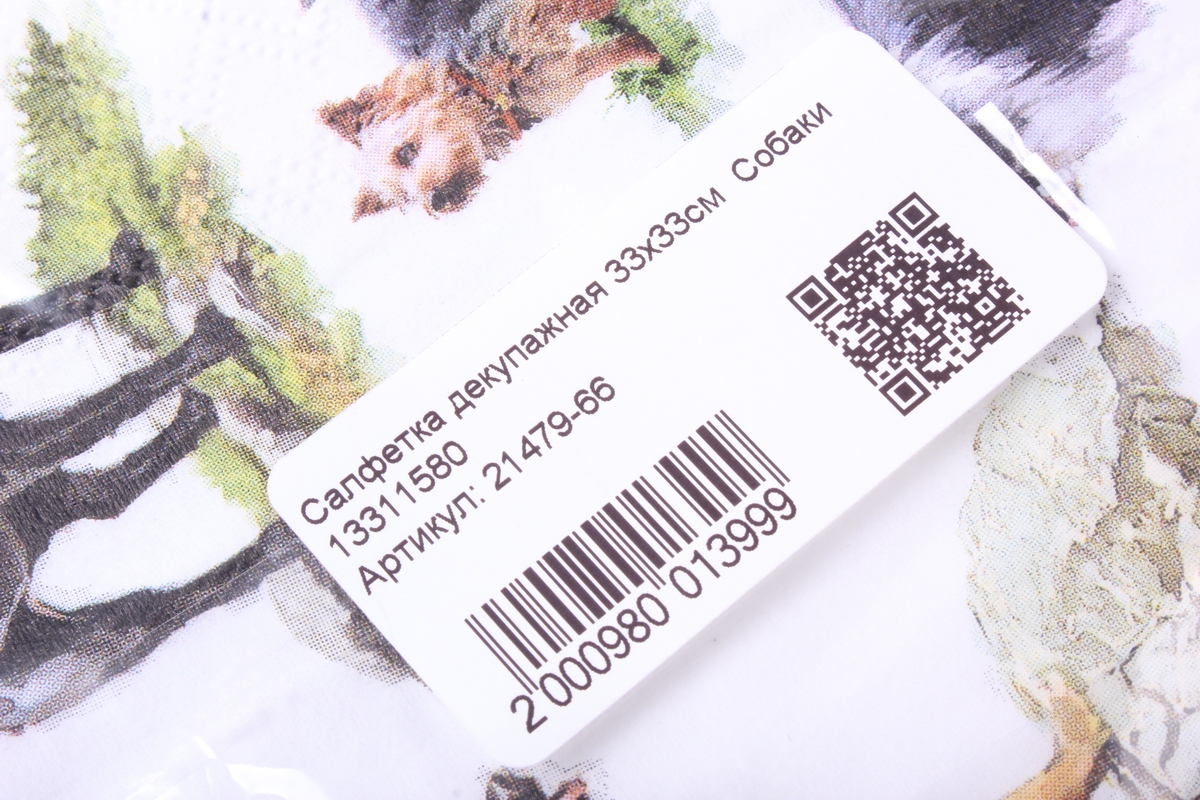 Салфетка декупажная 33х33см Собаки
13311580
Артикул: 21479-66
2 000980 013999